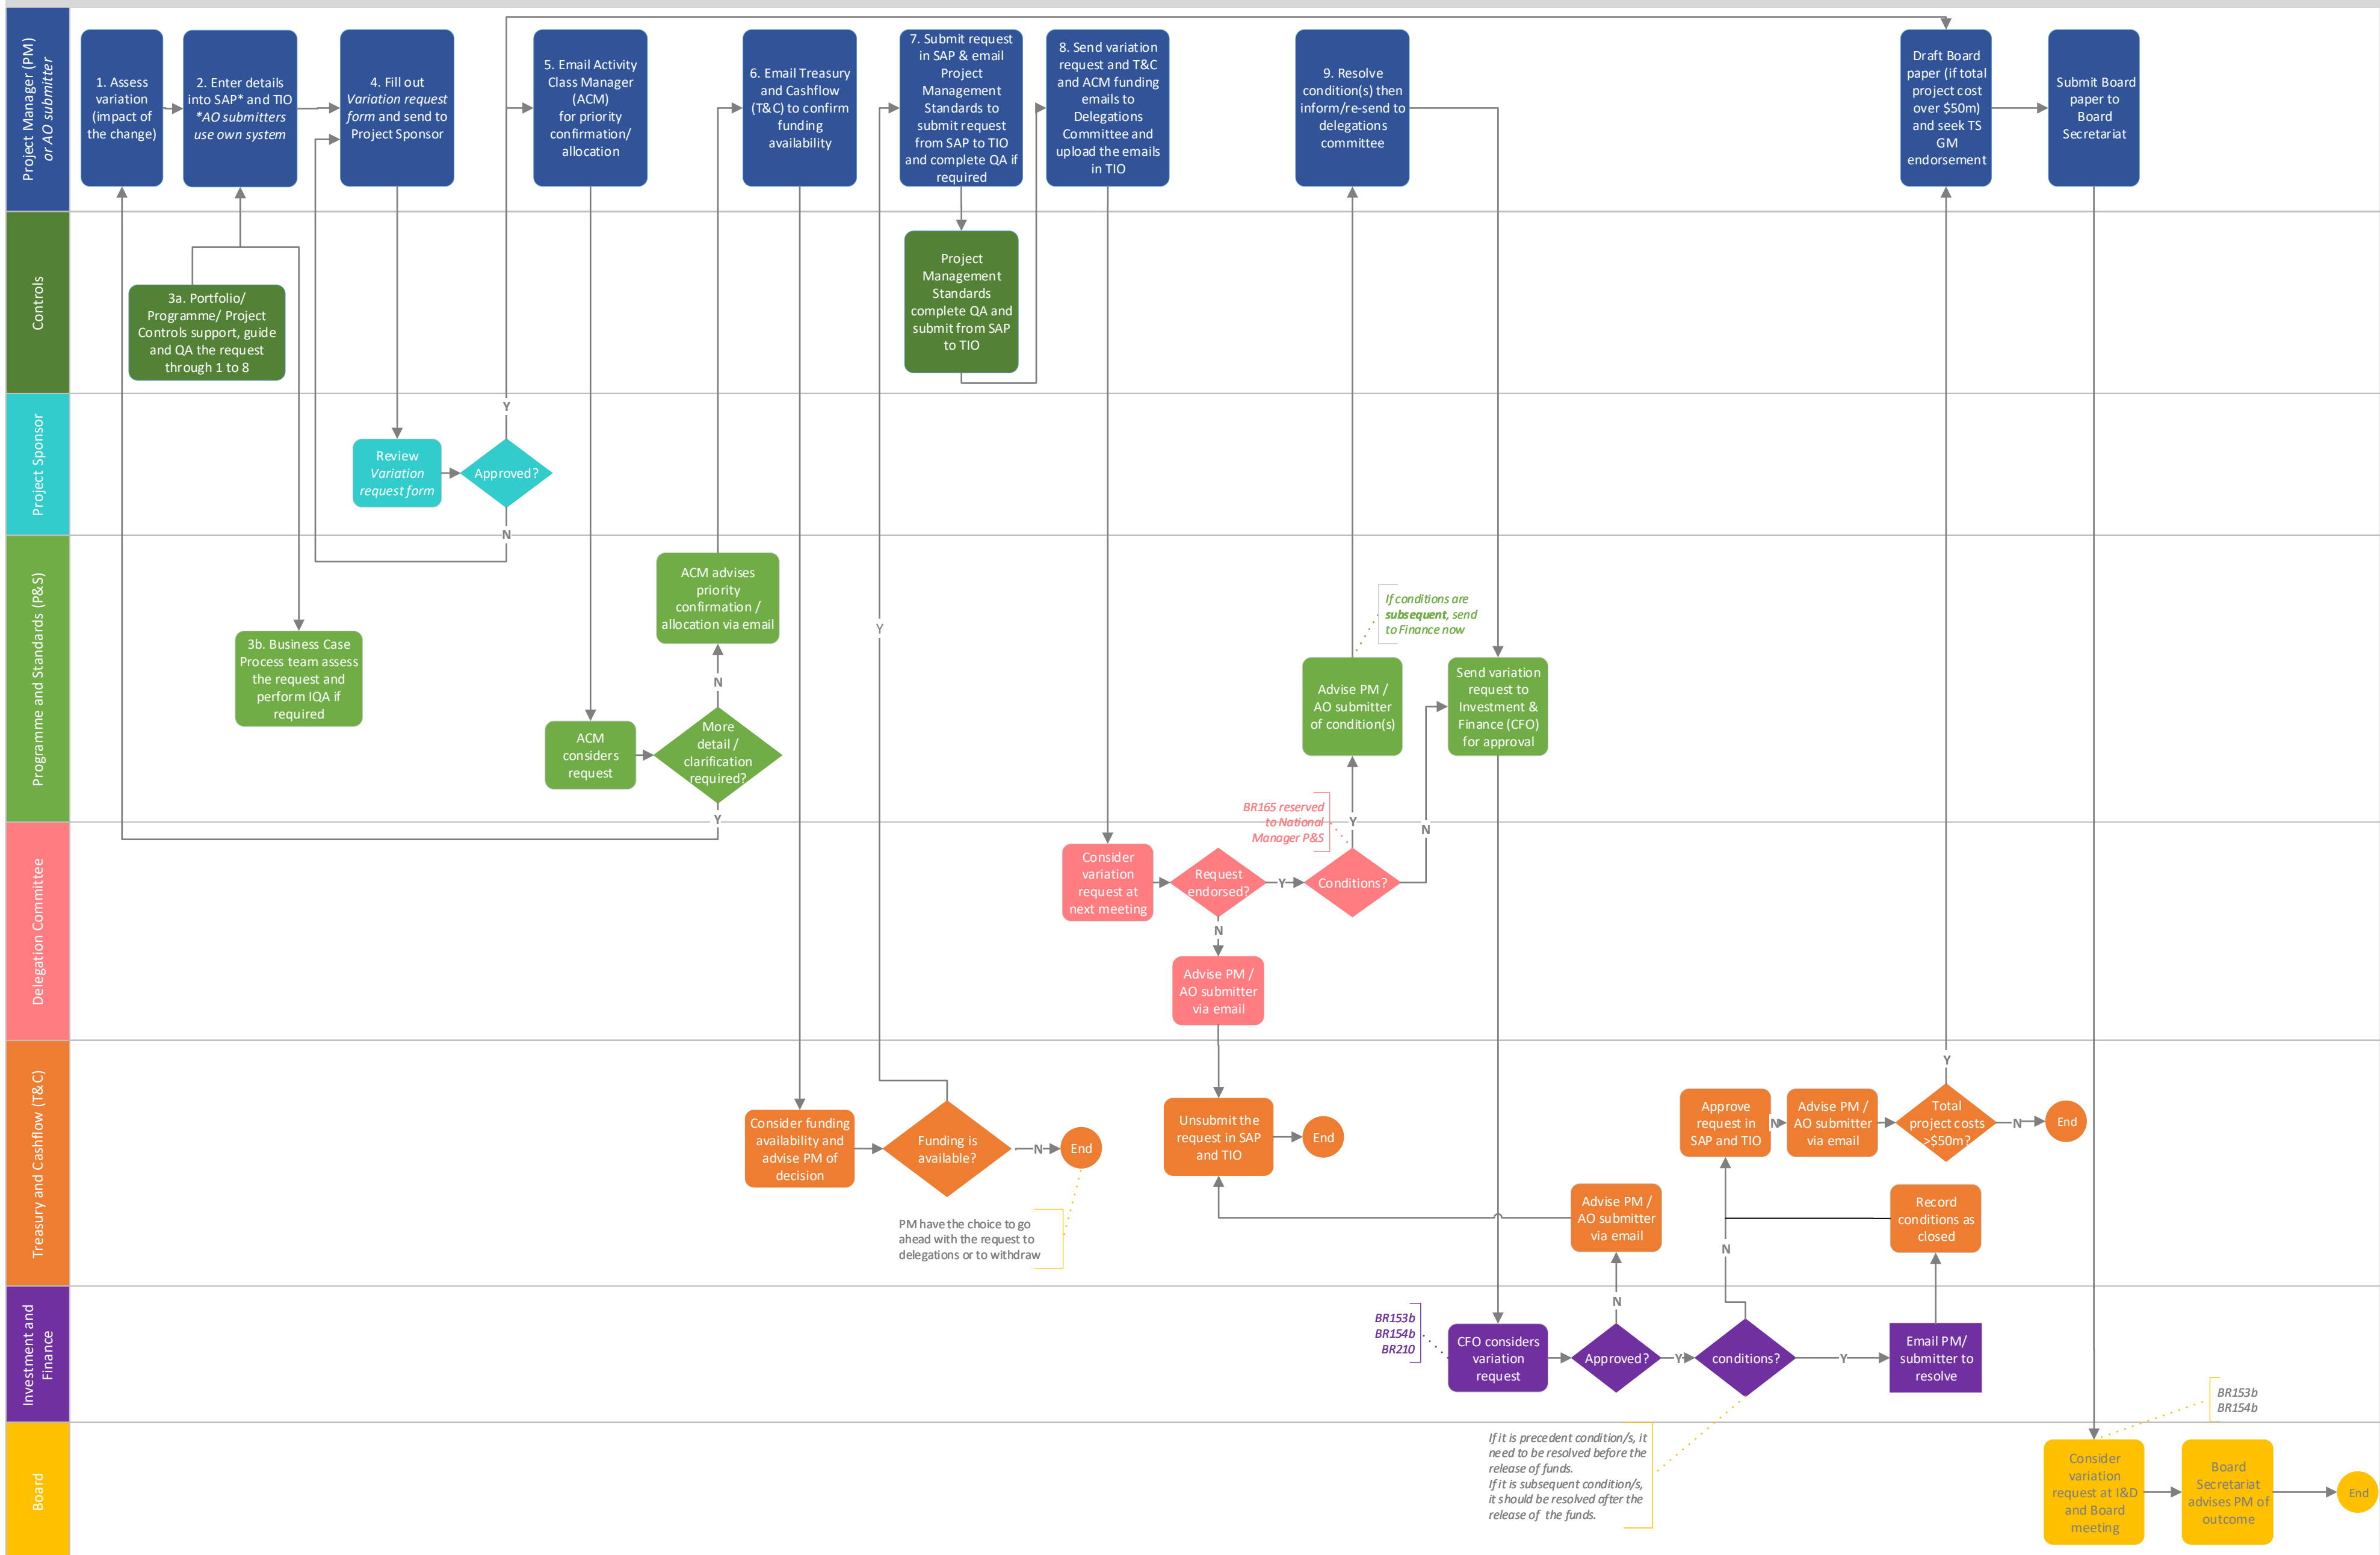 Project Manager (PM)
or AO submitter
1. Assess
variation
(impact of
the change)
2. Enter details
into SAP* and TIO
*AO submitters
use own system
4. Fill out
Variation request
form and send to
Project Sponsor
5. Email Activity
Class Manager
(ACM)
for priority
confirmation/
allocation
6. Email Treasury
and Cashflow
(T&C) to confirm
funding
availability
7. Submit request
in SAP & email
Project
Management
Standards to
submit request
from SAP to TIO
and complete QA if
required
8. Send variation
request and T&C
and ACM funding
emails to
Delegations
Committee and
upload the emails
in TIO
9. Resolve
condition(s) then
inform/re-send to
delegations
committee
Draft Board
paper (if total
project cost
over $50m)
and seek TS
GM
endorsement
Submit Board
paper to
Board
Secretariat
Controls
3a. Portfolio/
Programme/ Project
Controls support, guide
and QA the request
through 1 to 8
Project
Management
Standards
complete QA and
submit from SAP
to TIO
Project Sponsor
Review
Variation
request form
Approved?
Y
N
Programme and Standards (P&S)
3b. Business Case
Process team assess
the request and
perform IQA if
required
ACM
considers
request
More
detail /
clarification
required?
N
Y
ACM advises
priority
confirmation /
allocation via email
Y
Advise PM /
AO submitter
of condition(s)
If conditions are
subsequent, send
to Finance now
Send variation
request to
Investment &
Finance (CFO)
for approval
Delegation Committee
Consider
variation
request at
next meeting
Request
endorsed?
Y
N
Conditions?
Y
N
BR165 reserved
to National
Manager P&S
Advise PM /
AO submitter
via email
Treasury and Cashflow (T&C)
Consider funding
availability and
advise PM of
decision
Funding is
available?
N
End
PM have the choice to go
ahead with the request to
delegations or to withdraw
Unsubmit the
request in SAP
and TIO
End
Advise PM /
AO submitter
via email
Approve
request in
SAP and TIO
N
Advise PM /
AO submitter
via email
Total
project costs
>$50m?
Y
N
End
Record
conditions as
closed
Investment and
Finance
BR153b
BR154b
BR210
CFO considers
variation
request
Approved?
N
Y
conditions?
N
Y
Email PM/
submitter to
resolve
Board
If it is precedent condition/s, it
need to be resolved before the
release of funds.
If it is subsequent condition/s,
it should be resolved after the
release of the funds.
BR153b
BR154b
Consider
variation
request at I&D
and Board
meeting
Board
Secretariat
advises PM of
outcome
End